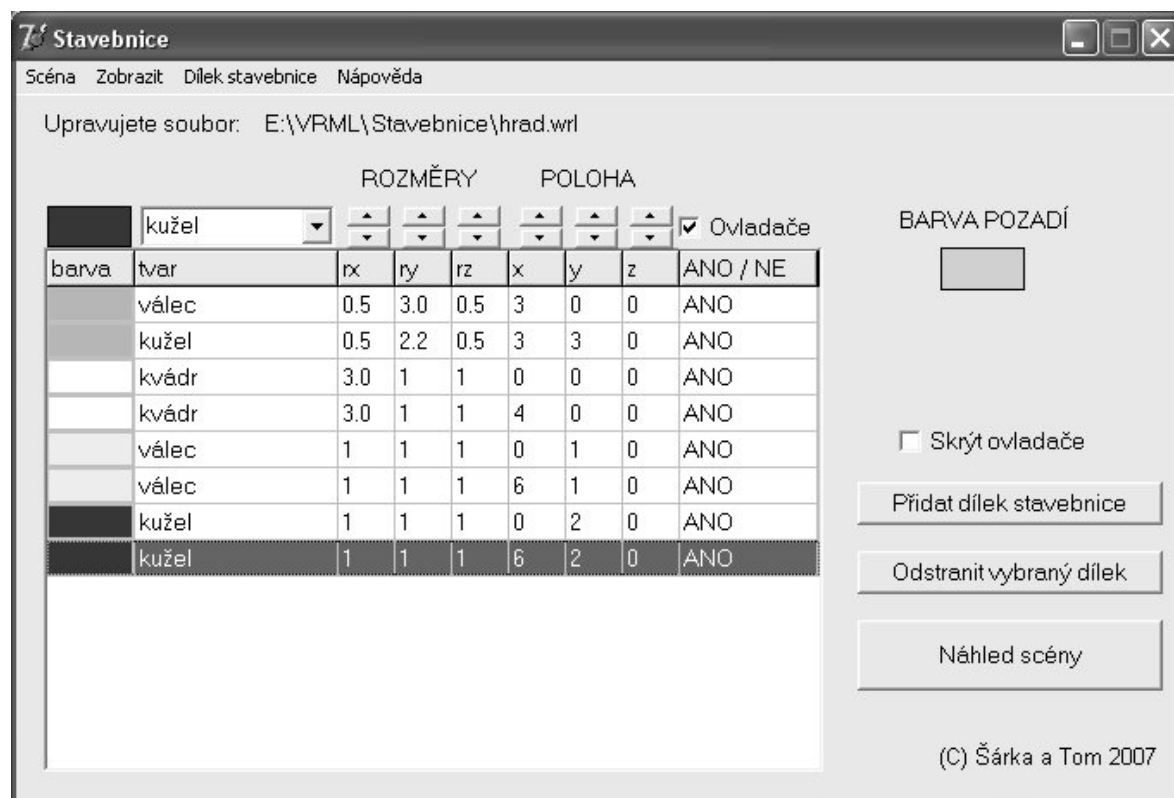 Stavebnice
Scéna Zobrazit Dílek stavebnice Nápověda
Upravujete soubor: E:\VRML\Stavebnice\hrad.wrl
ROZMĚRY POLOHA
kužel Ovladače BARVA POZADÍ
barva tvar rx ry rz x y z ANO / NE
válec 0.5 3.0 0.5 3 0 0 ANO
kužel 0.5 2.2 0.5 3 3 0 ANO
kvádr 3.0 1 1 0 0 0 ANO
kvádr 3.0 1 1 4 0 0 ANO
válec 1 1 1 0 1 0 ANO
Skrýt ovladače
válec 1 1 1 6 1 0 ANO
Přidat dílek stavebnice
kužel 1 1 1 0 2 0 ANO
kužel 1 1 1 6 2 0 ANO
Odstranit vybraný dílek
Náhled scény
(C) Šárka a Tom 2007